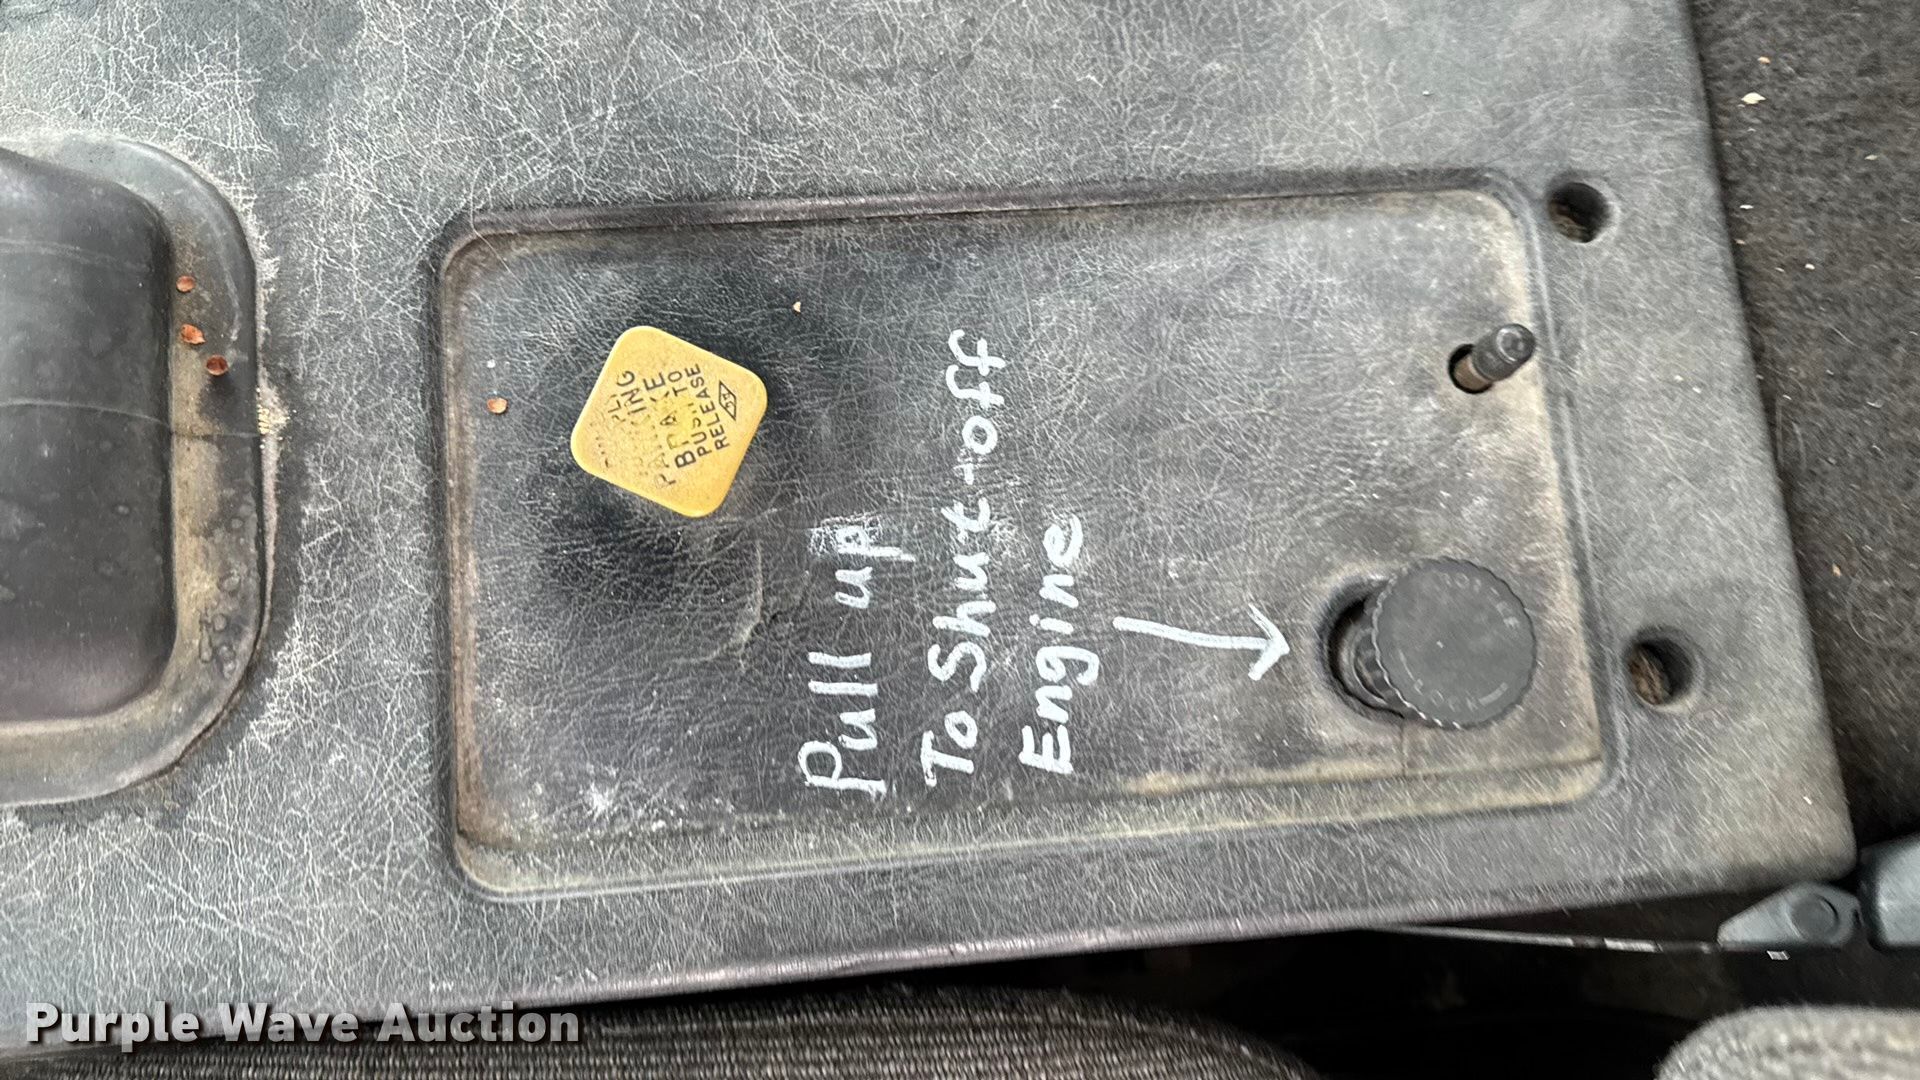 Pull up
To Shut-off
Engine
PARKING
BRAKE
PUSH TO
RELEASE
Purple Wave Auction